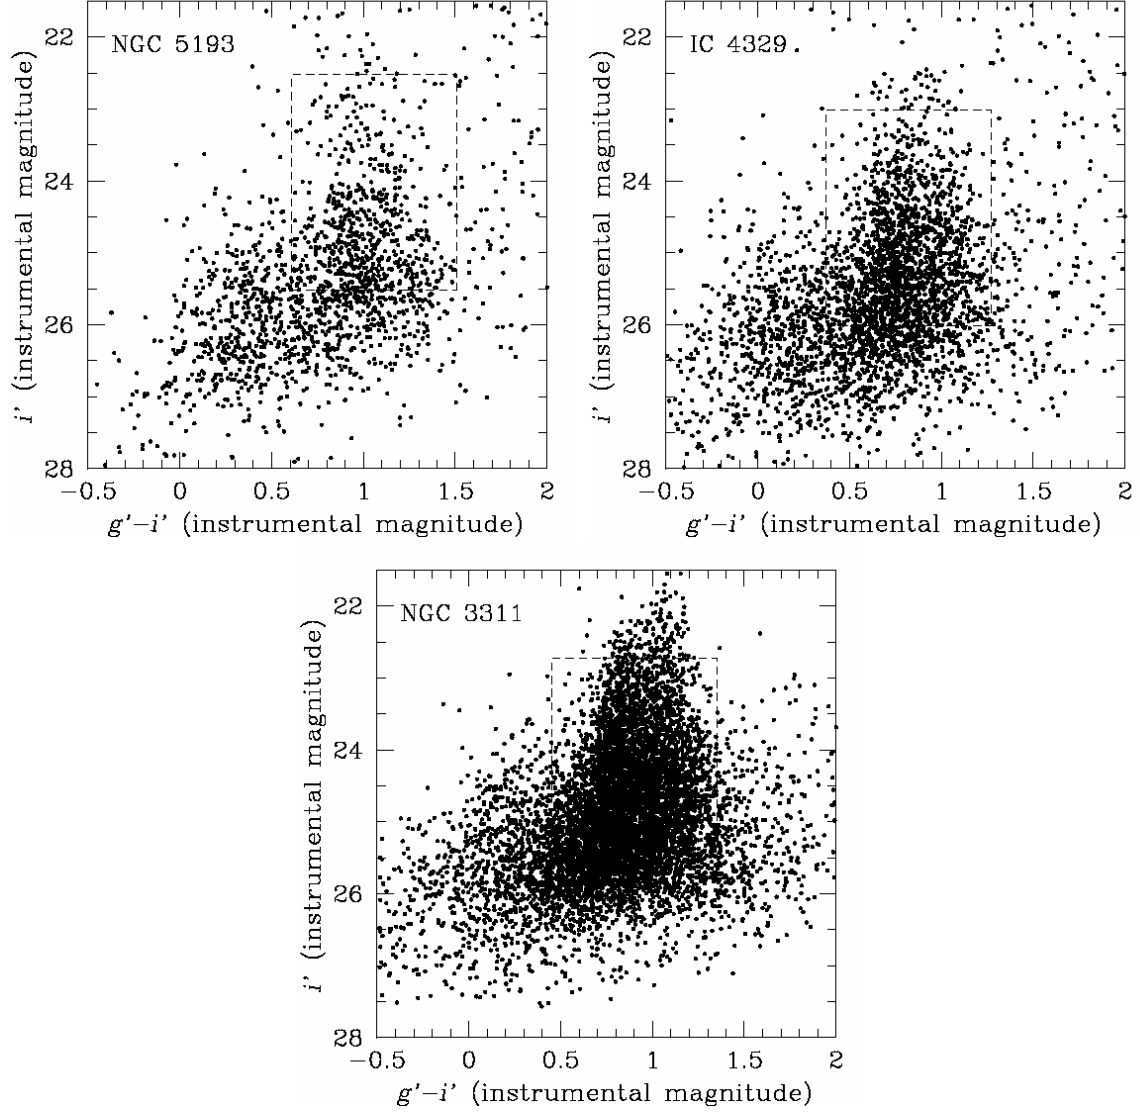 22
NGC 5193
24
26
28
−0.5 0 0.5 1 1.5 2
g'−i' (instrumental magnitude)
i' (instrumental magnitude)
22
IC 4329
24
26
28
−0.5 0 0.5 1 1.5 2
g'−i' (instrumental magnitude)
i' (instrumental magnitude)
22
NGC 3311
24
26
28
−0.5 0 0.5 1 1.5 2
g'−i' (instrumental magnitude)
i' (instrumental magnitude)